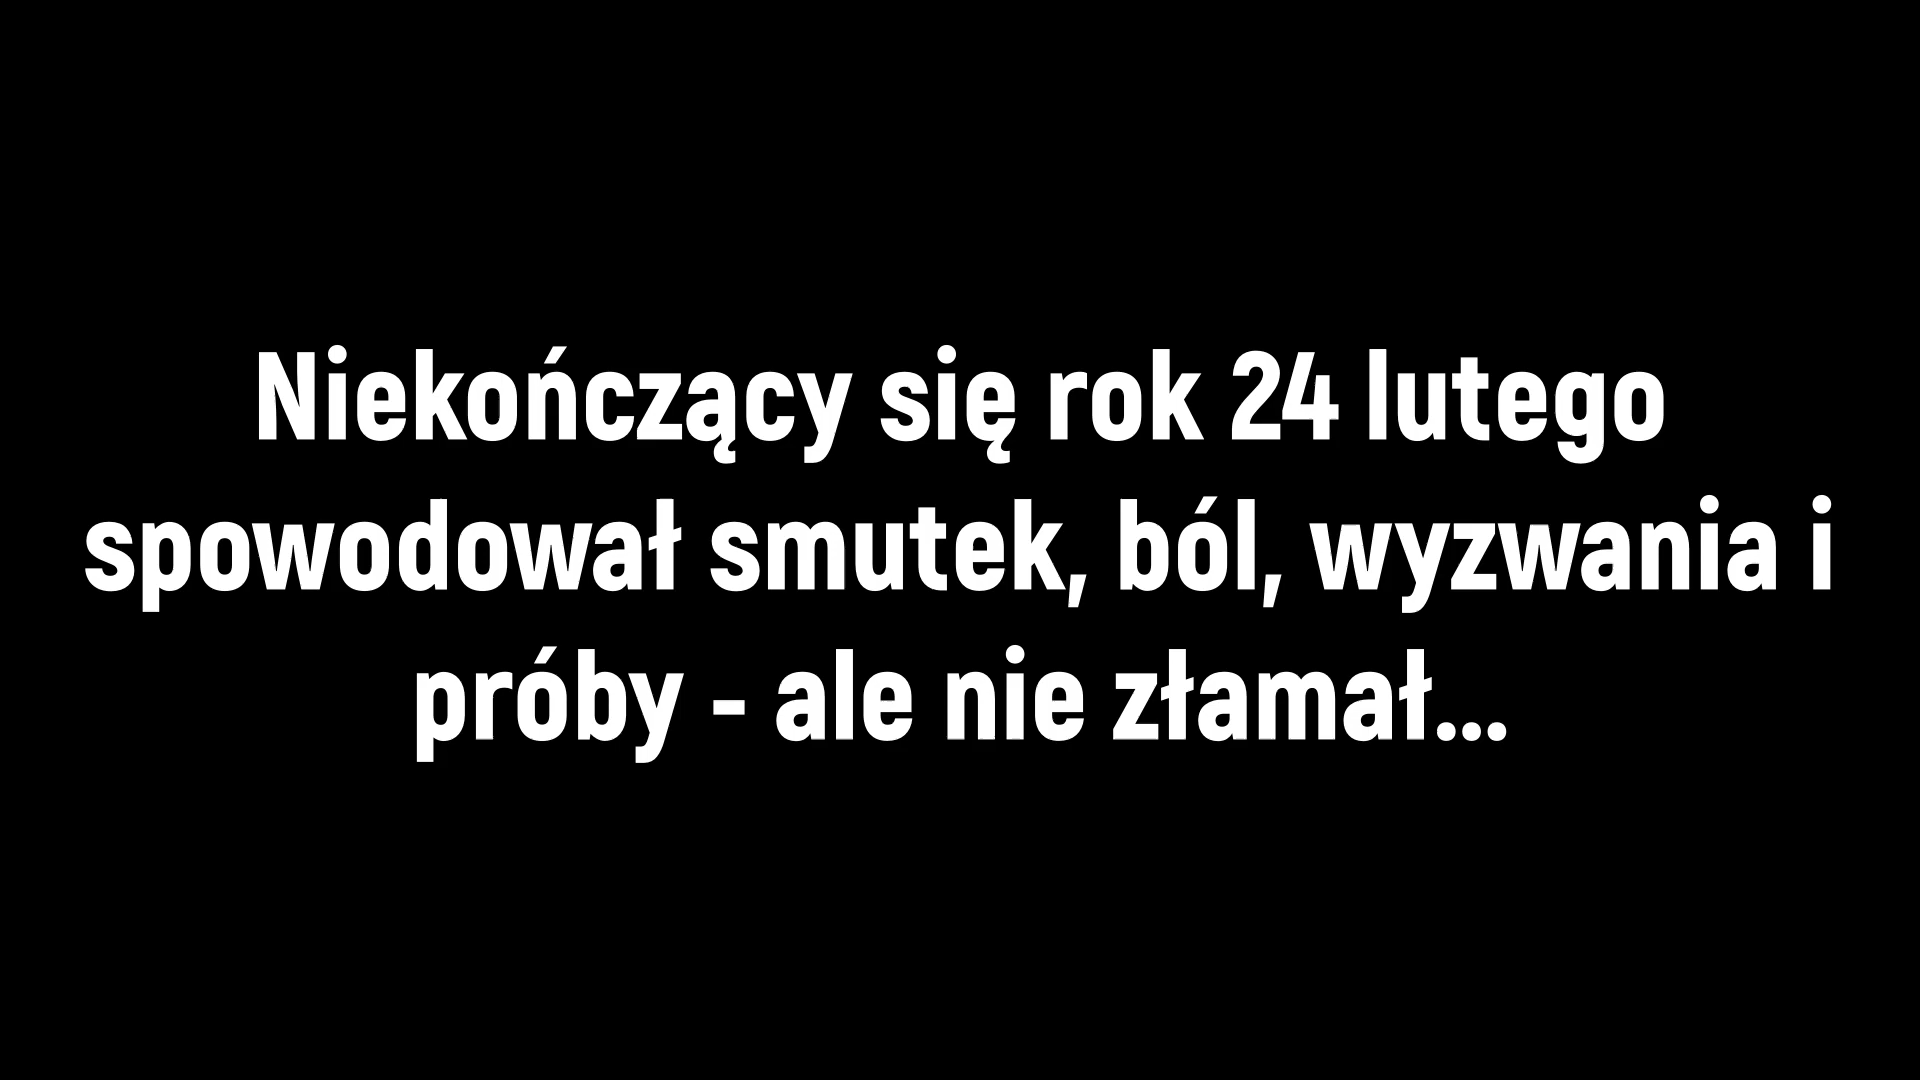 Niekończący się rok 24 lutego
spowodował smutek, ból, wyzwania i
próby - ale nie złamał...